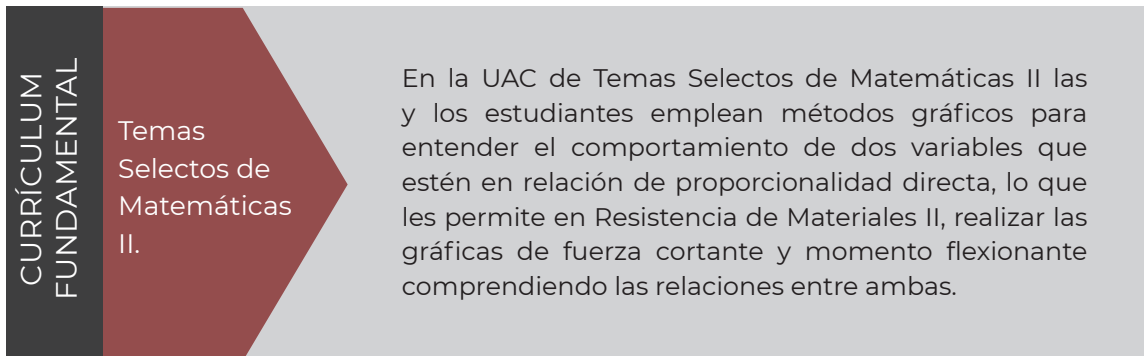 CURRÍCULUM
FUNDAMENTAL
Temas
Selectos de
Matemáticas
II.
En la UAC de Temas Selectos de Matemáticas II las
y los estudiantes emplean métodos gráficos para
entender el comportamiento de dos variables que
estén en relación de proporcionalidad directa, lo que
les permite en Resistencia de Materiales II, realizar las
gráficas de fuerza cortante y momento flexionante
comprendiendo las relaciones entre ambas.